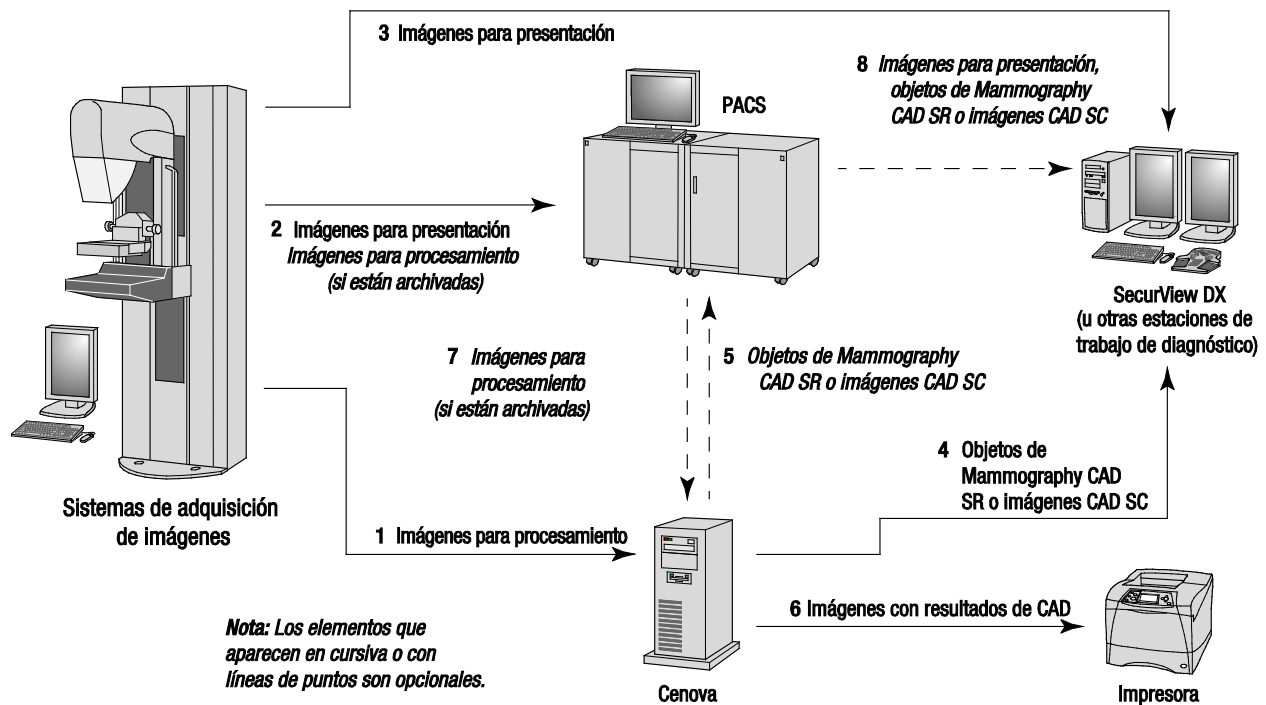 3 Imágenes para presentación
PACS
8 Imágenes para presentación,
objetos de Mammography
CAD SR o imágenes CAD SC
2 Imágenes para presentación
Imágenes para procesamiento
(si están archivadas)
SecurView DX
(u otras estaciones de
trabajo de diagnóstico)
7 Imágenes para
procesamiento
(si están archivadas)
5 Objetos de Mammography
CAD SR o imágenes CAD SC
4 Objetos de
Mammography CAD
SR o imágenes CAD SC
Sistemas de adquisición
de imágenes
1 Imágenes para procesamiento
6 Imágenes con resultados de CAD
Nota: Los elementos que
aparecen en cursiva o con
líneas de puntos son opcionales.
Cenova
Impresora